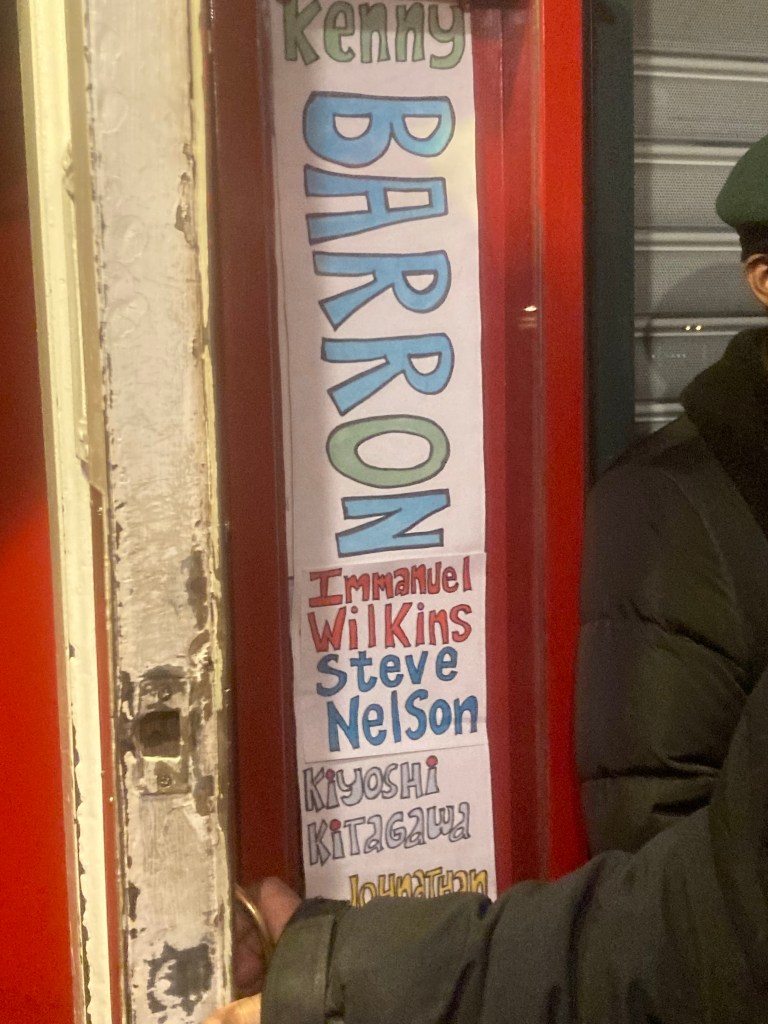 Kenny
BARRON
Immanuel
Wilkins
Steve
Nelson
Kiyoshi
Kitagawa
Johnathan